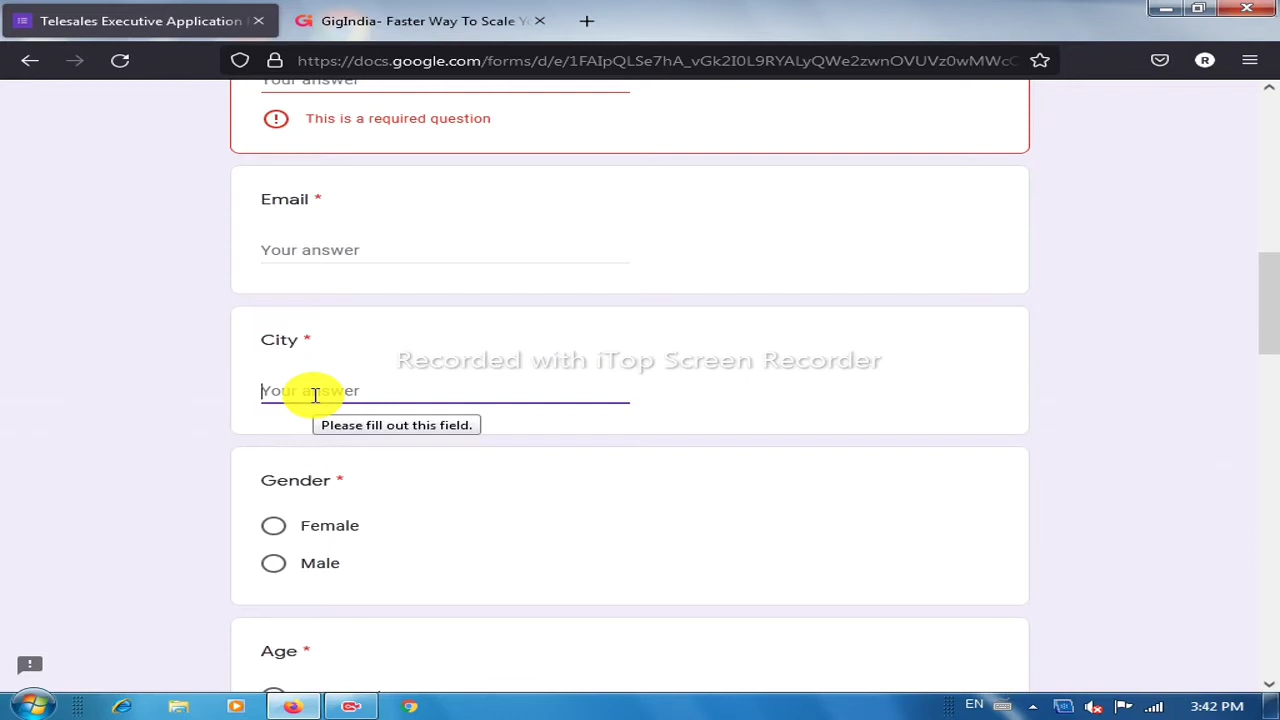 Telesales Executive Application
GigIndia- Faster Way To Scale Yo
https://docs.google.com/forms/d/e/1FAIpQLSe7hA_vGk2I0L9RYALyQWe2zwnOVUVz0wMWcC
R
Your answer
This is a required question
Email *
Your answer
City *
Recorded with iTop Screen Recorder
Your answer
Please fill out this field.
Gender *
Female
Male
Age *
EN
3:42 PM